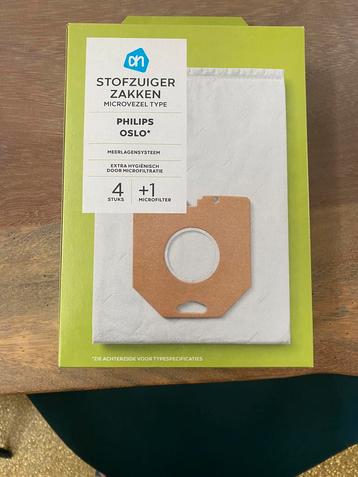 ah
STOFZUIGER
ZAKKEN
MICROVEZEL TYPE
PHILIPS
OSLO*
MEERLAGENSYSTEEM
EXTRA HYGIËNISCH
DOOR MICROFILTRATIE
4 +1
STUKS MICROFILTER
*ZIE ACHTERZIJDE VOOR TYPESPECIFICATIES